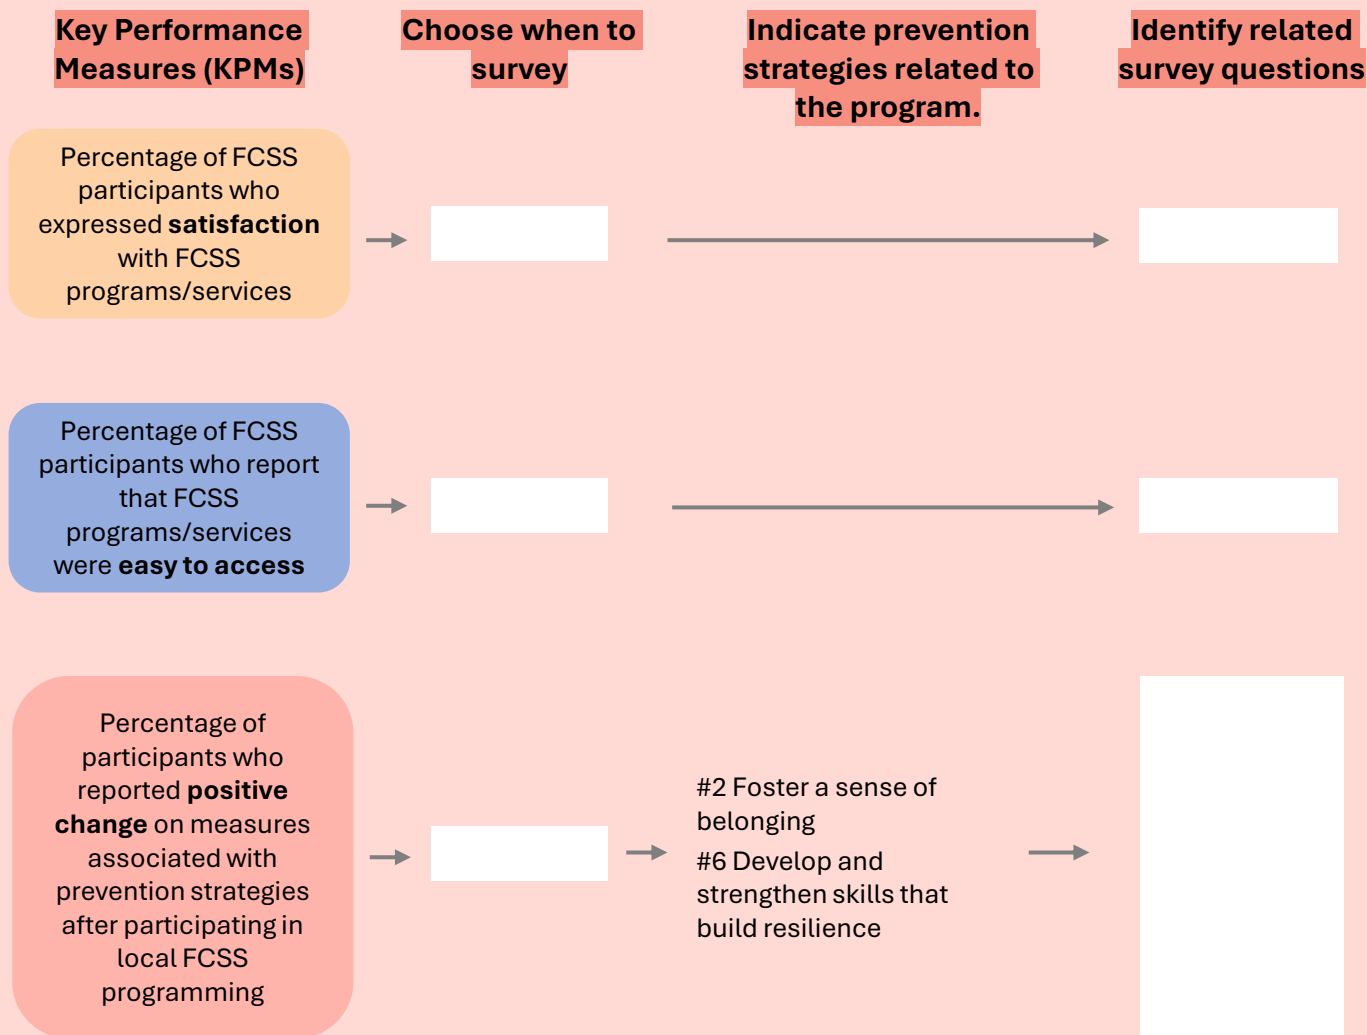 Key Performance
Measures (KPMs)
Choose when to
survey
Indicate prevention
strategies related to
the program.
Identify related
survey questions
Percentage of FCSS
participants who
expressed satisfaction
with FCSS
programs/services
Percentage of FCSS
participants who report
that FCSS
programs/services
were easy to access
Percentage of
participants who
reported positive
change on measures
associated with
prevention strategies
after participating in
local FCSS
programming
#2 Foster a sense of
belonging
#6 Develop and
strengthen skills that
build resilience